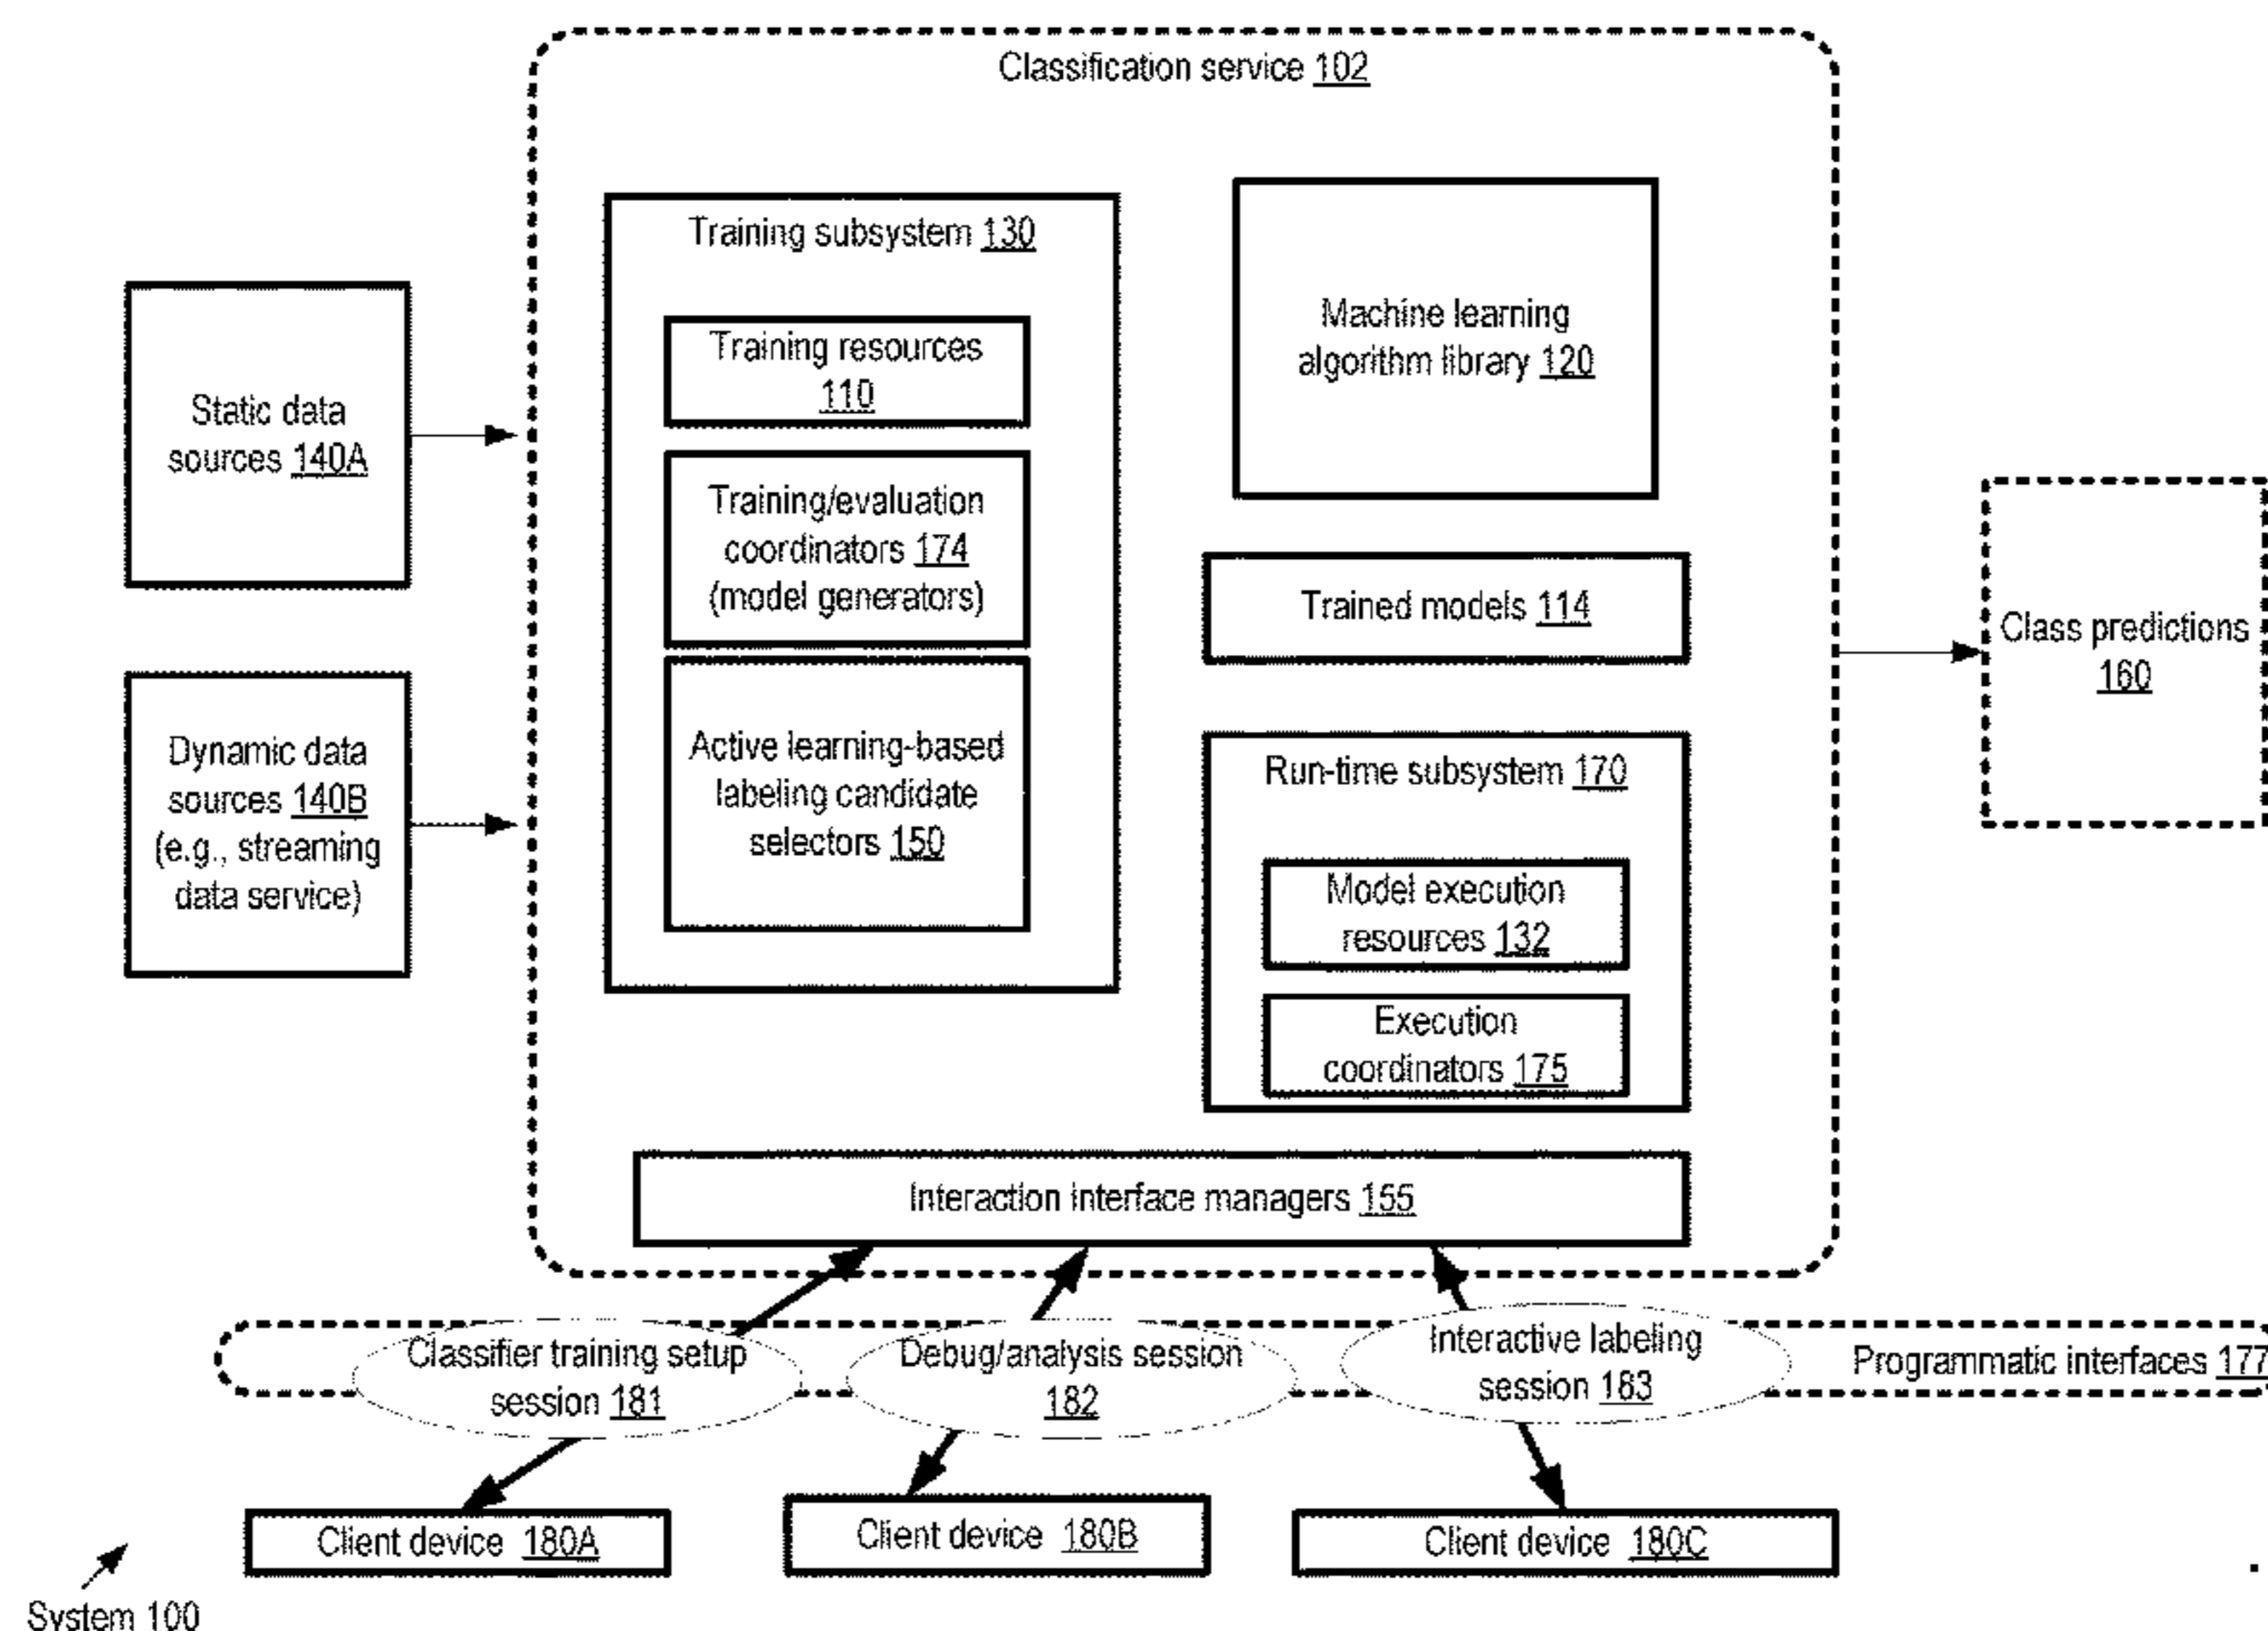 Classification service 102
Training subsystem 130
Training resources
110
Training/evaluation
coordinators 174
(model generators)
Active learning-based
labeling candidate
selectors 150
Machine learning
algorithm library 120
Trained models 114
Run-time subsystem 170
Model execution
resources 132
Execution
coordinators 175
Static data
sources 140A
Dynamic data
sources 140B
(e.g., streaming
data service)
Class predictions
160
Interaction interface managers 155
Classifier training setup
session 181
Debug/analysis session
182
Interactive labeling
session 183
Programmatic interfaces 177
Client device 180A
Client device 180B
Client device 180C
System 100